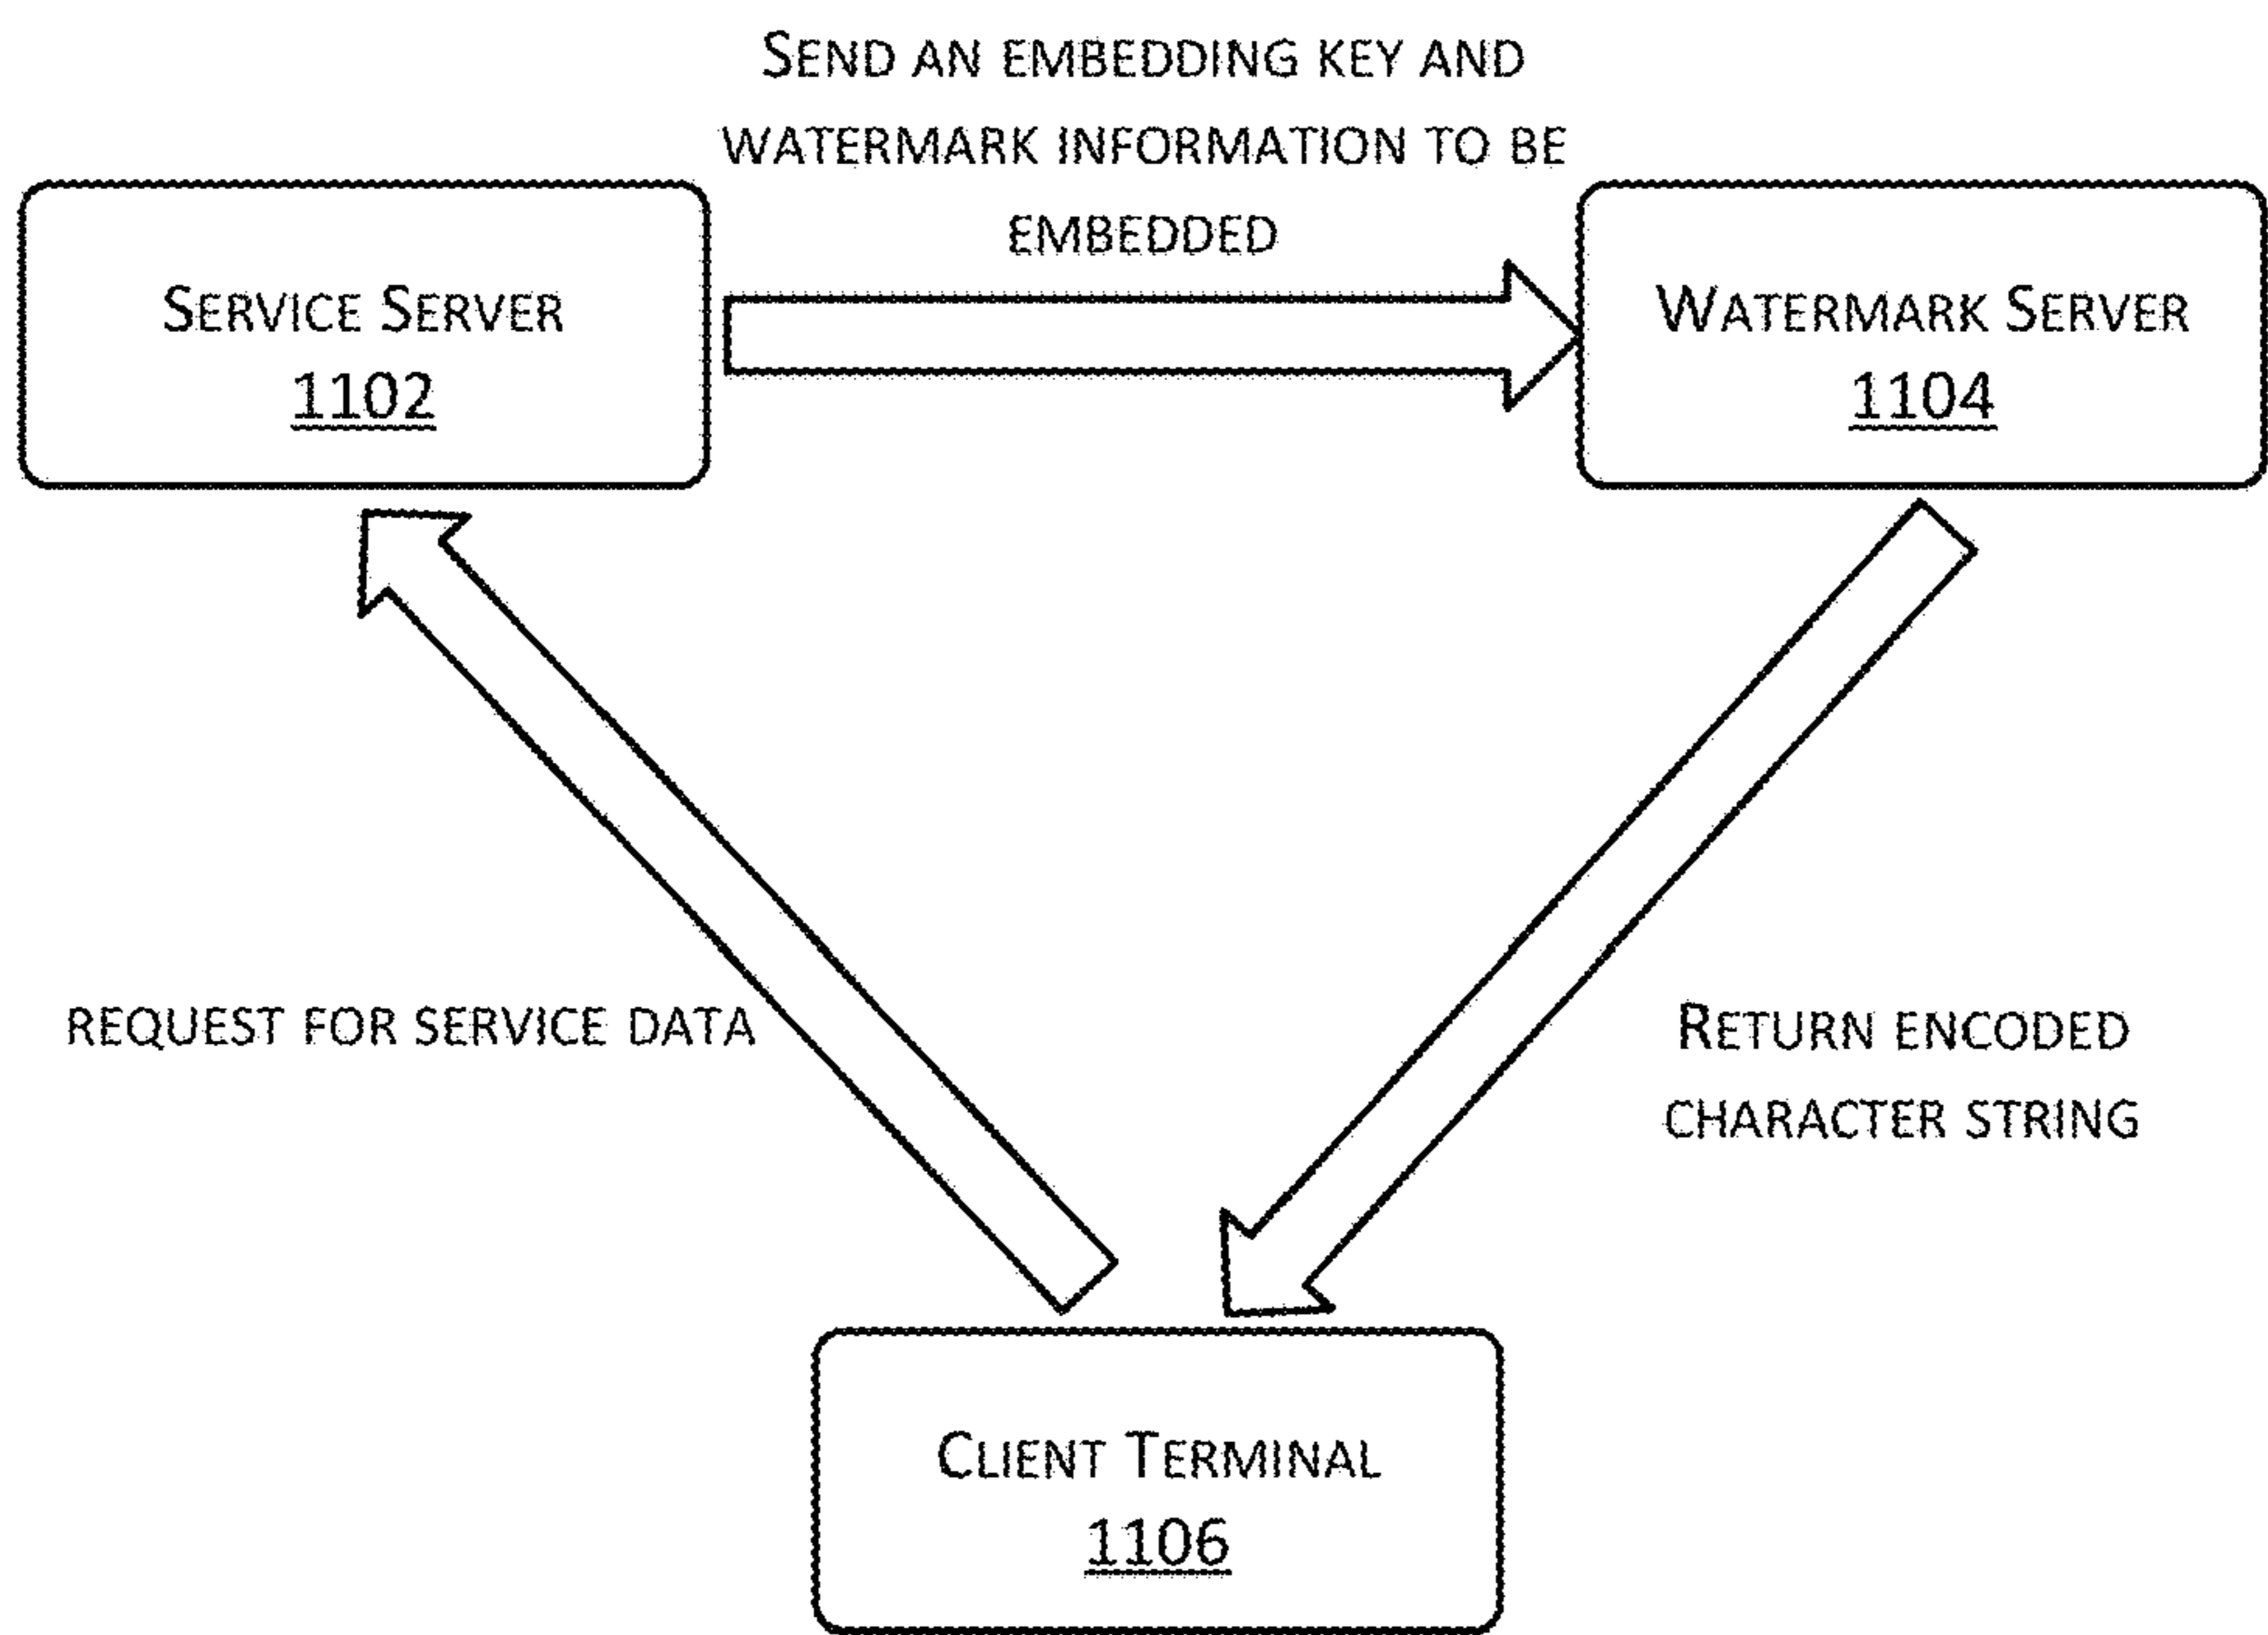 SEND AN EMBEDDING KEY AND
WATERMARK INFORMATION TO BE
EMBEDDED
SERVICE SERVER
1102
WATERMARK SERVER
1104
REQUEST FOR SERVICE DATA
RETURN ENCODED
CHARACTER STRING
CLIENT TERMINAL
1106